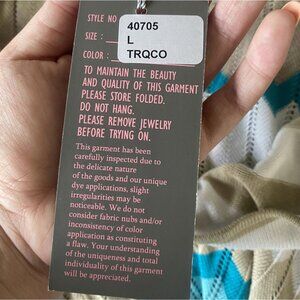 STYLE NO
40705
SIZE :
L
COLOR :
TRQCO
TO MAINTAIN THE BEAUTY
AND QUALITY OF THIS GARMENT
PLEASE STORE FOLDED.
DO NOT HANG.
PLEASE REMOVE JEWELRY
BEFORE TRYING ON.
This garment has been
carefully inspected due to
the delicate nature
of the goods and our unique
dye applications, slight
irregularities may be
noticeable. We do not
consider fabric nubs and/or
inconsistency of color
application as constituting
a flaw. Your understanding
of the uniqueness and total
individuality of this garment
will be appreciated.